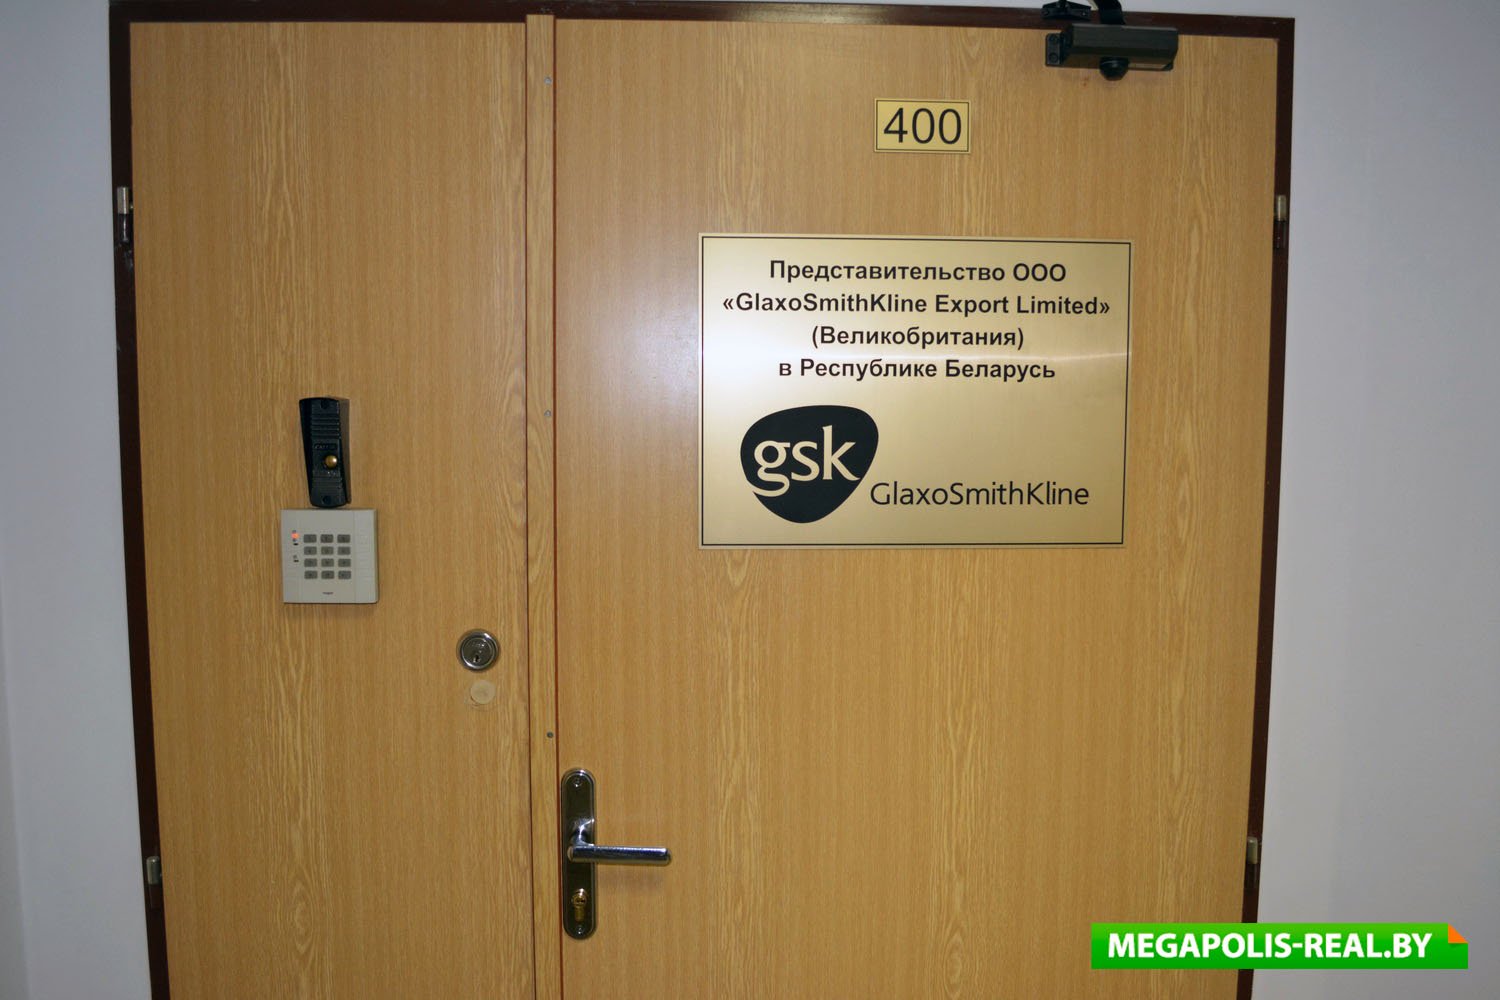 400
Представительство ООО
«GlaxoSmithKline Export Limited»
(Великобритания)
в Республике Беларусь
gsk
GlaxoSmithKline
MEGAPOLIS-REAL.BY